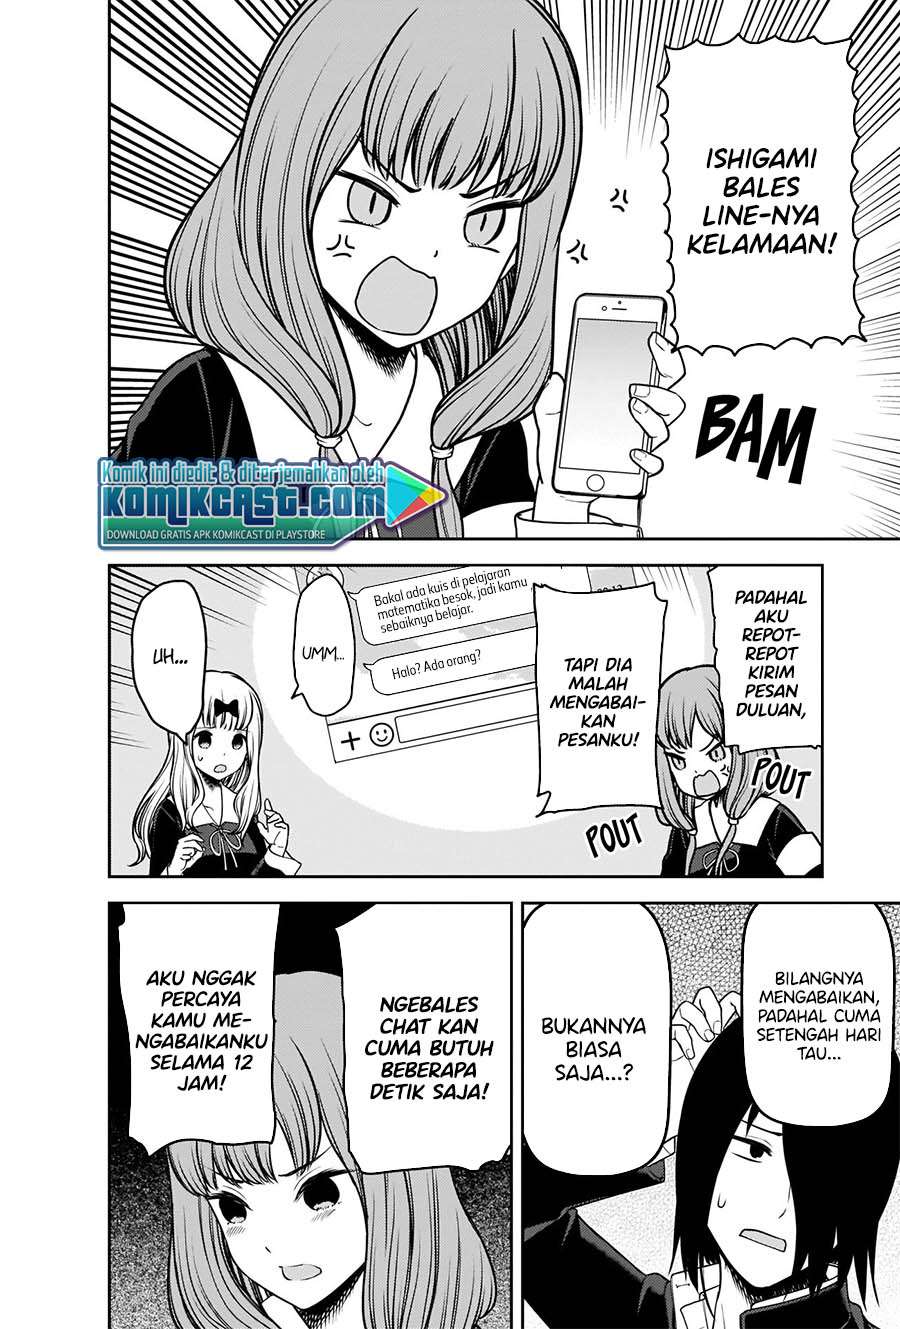 ISHIGAMI
BALES
LINE-NYA
KELAMAAN!
BAM
Komik ini diedit & diterjemahkan oleh
KOMIKCAST.COM
DOWNLOAD GRATIS APK KOMIKCAST DI PLAYSTORE
PADAHAL
AKU
REPOT-
REPOT
KIRIM
PESAN
DULUAN,
POUT
TAPI DIA
MALAH
MENGABAI-
KAN
PESANKU!
POUT
Bakal ada kuis di pelajaran
matematika besok, jadi kamu
sebaiknya belajar.
Halo? Ada orang?
UMM...
UH...
BILANGNYA
MENGABAIKAN,
PADAHAL CUMA
SETENGAH HARI
TAU...
BUKANNYA
BIASA
SAJA...?
NGEBALES
CHAT KAN
CUMA BUTUH
BEBERAPA
DETIK SAJA!
AKU NGGAK
PERCAYA
KAMU ME-
NGABAIKANKU
SELAMA 12
JAM!